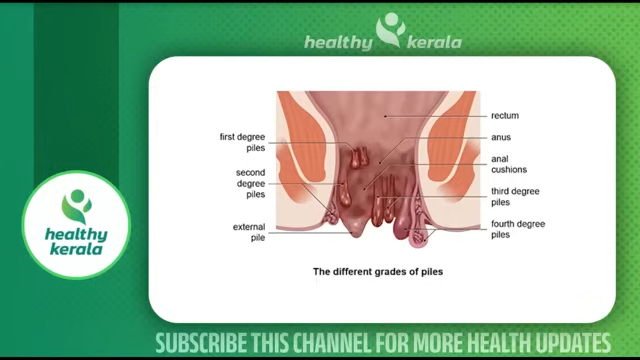 healthy kerala
first degree
piles
second
degree
piles
external
pile
rectum
anus
anal
cushions
third degree
piles
fourth degree
piles
The different grades of piles
healthy
kerala
SUBSCRIBE THIS CHANNEL FOR MORE HEALTH UPDATES